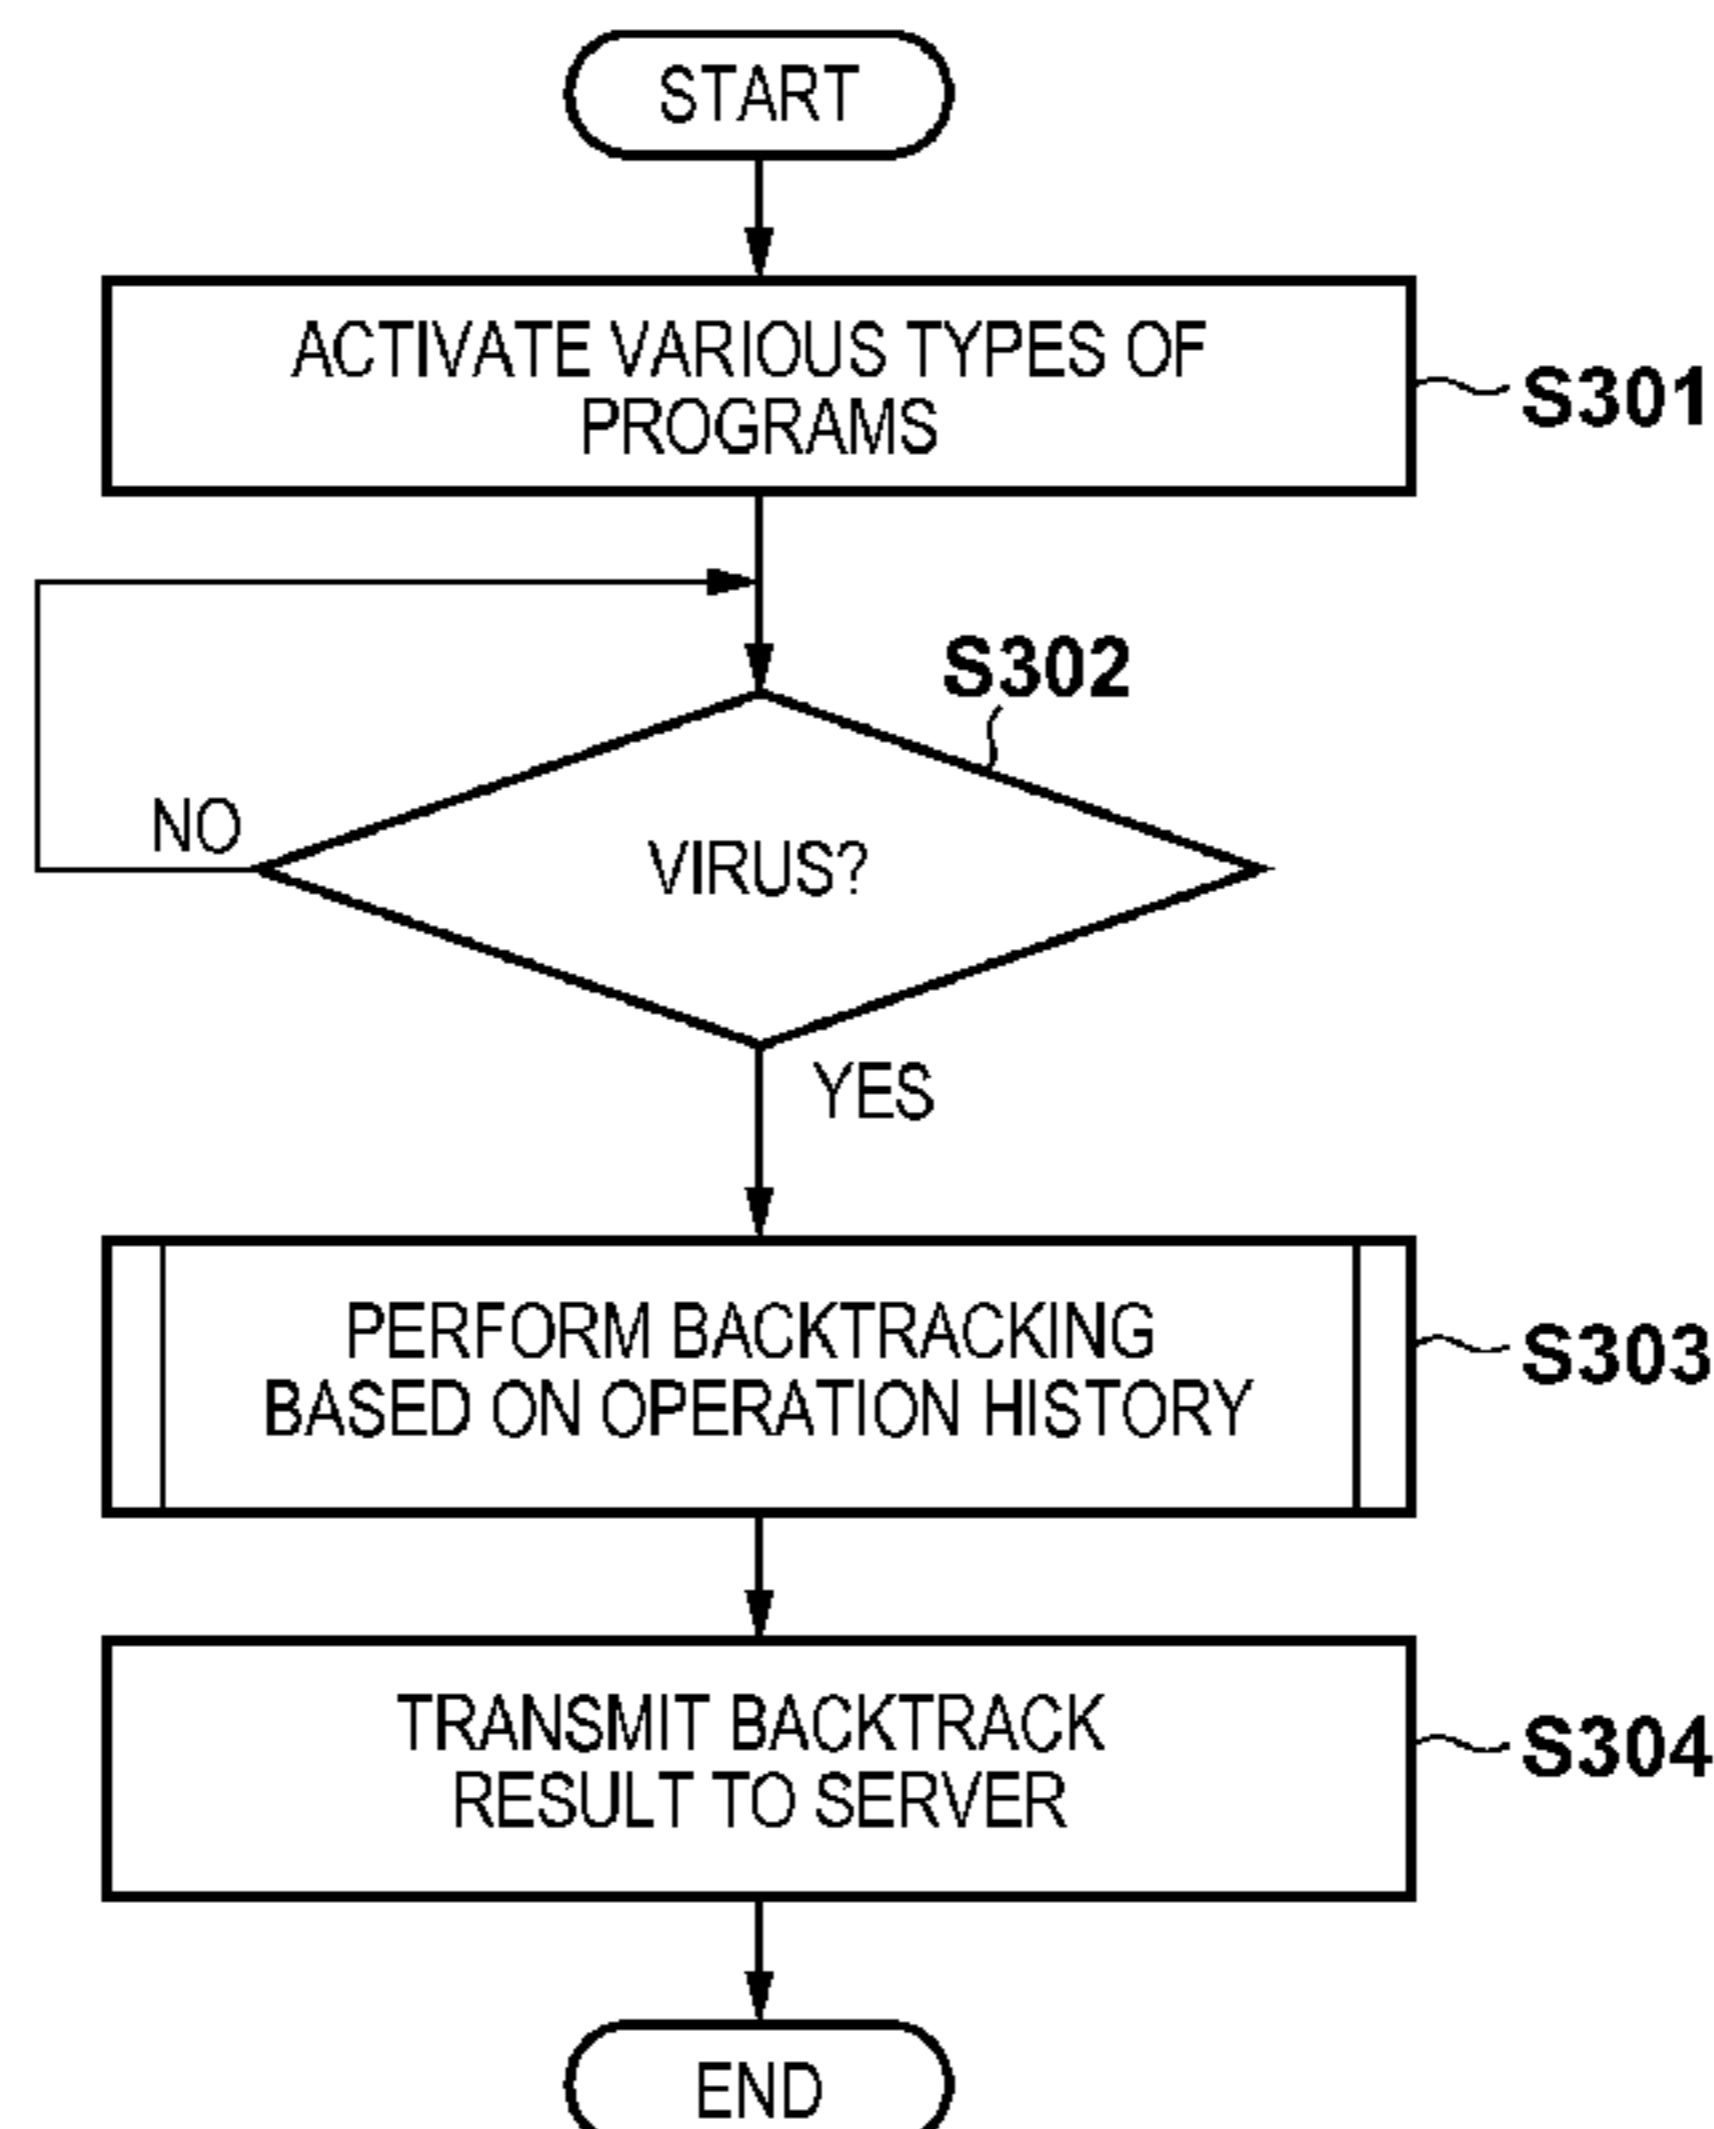 START
ACTIVATE VARIOUS TYPES OF
PROGRAMS
S301
S302
NO
VIRUS?
YES
PERFORM BACKTRACKING
BASED ON OPERATION HISTORY
S303
TRANSMIT BACKTRACK
RESULT TO SERVER
S304
END